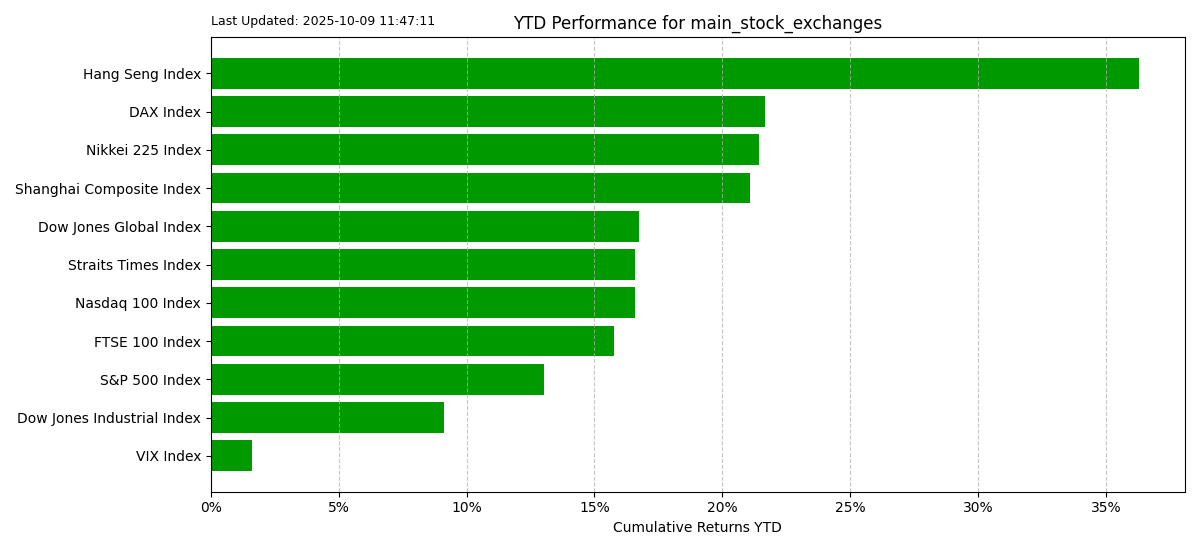 Last Updated: 2025-10-09 11:47:11
YTD Performance for main_stock_exchanges
Hang Seng Index
DAX Index
Nikkei 225 Index
Shanghai Composite Index
Dow Jones Global Index
Straits Times Index
Nasdaq 100 Index
FTSE 100 Index
S&P 500 Index
Dow Jones Industrial Index
VIX Index
0% 5% 10% 15% 20% 25% 30% 35%
Cumulative Returns YTD